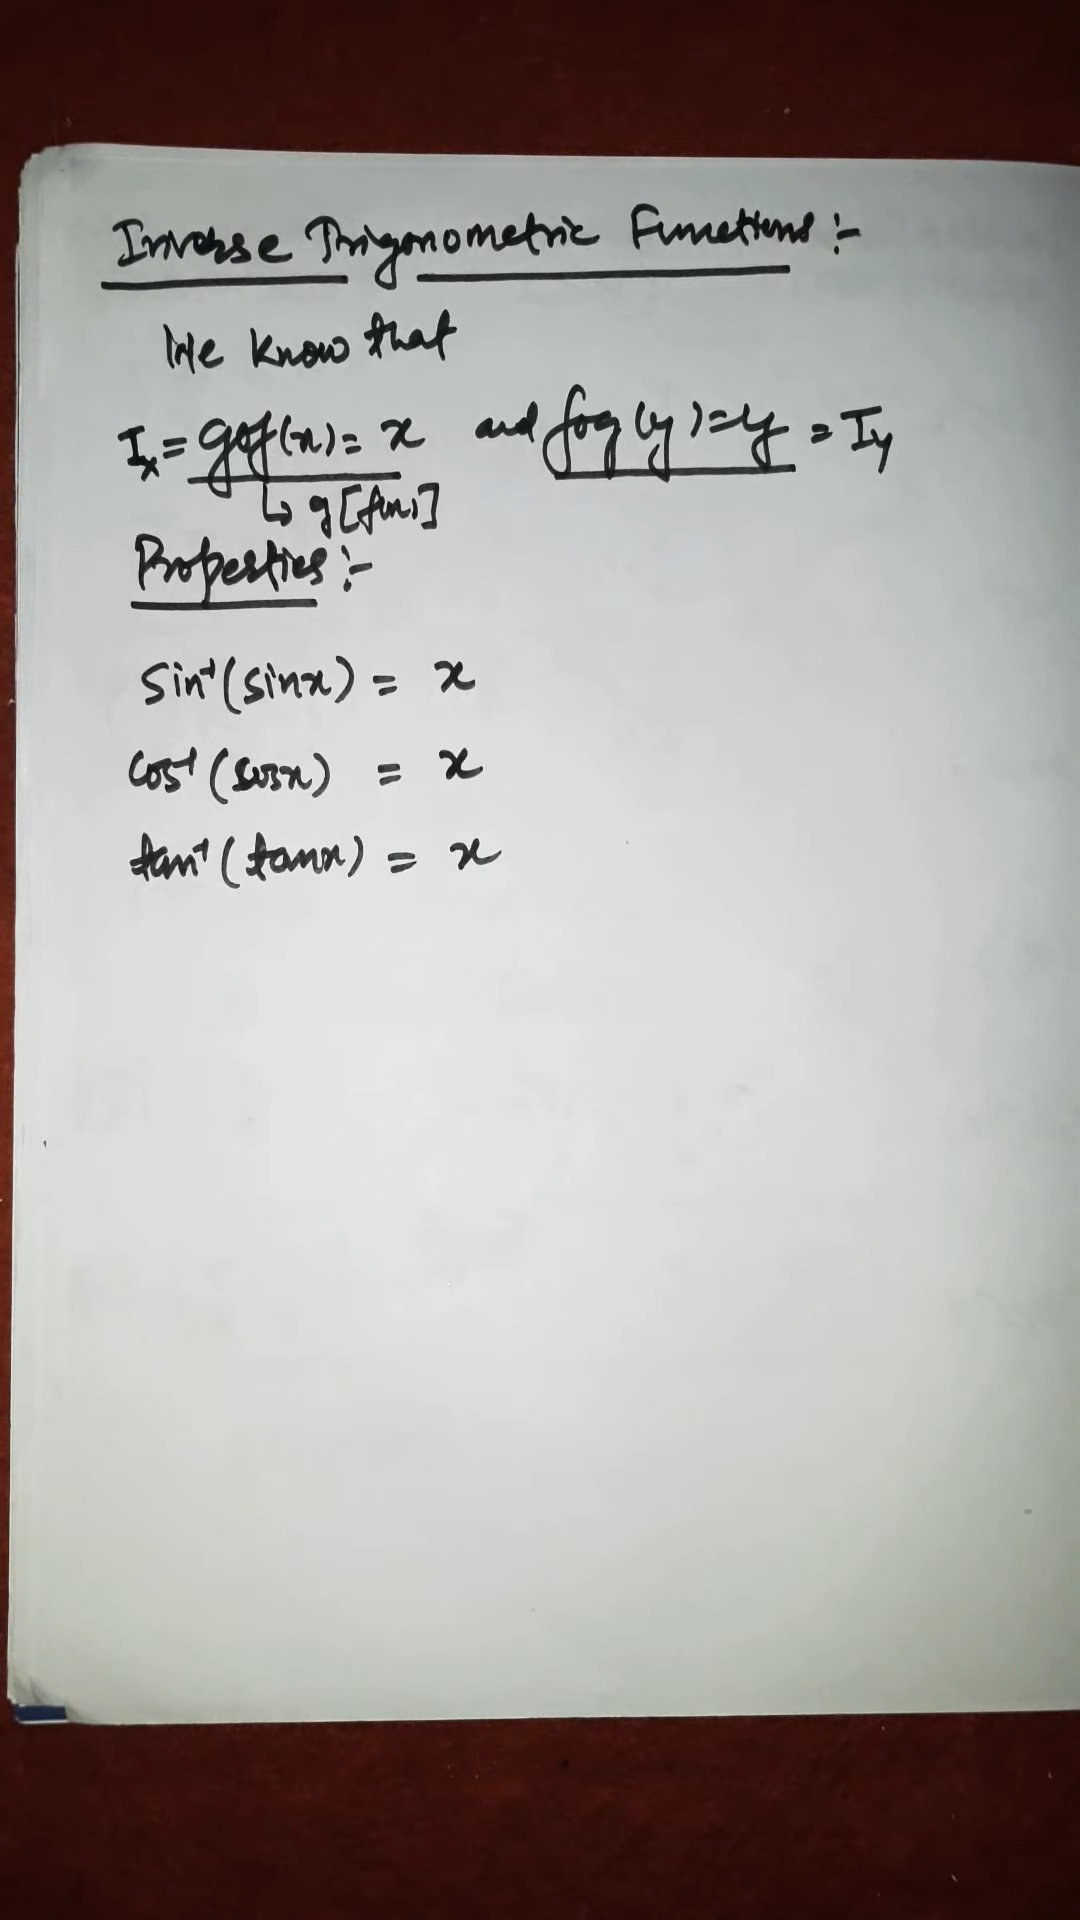 Inverse Trigonometric Functions :-
We know that
Iₓ = gof(x) = x and fog(y) = y = Iᵧ
↳ g[f(x)]
Properties :-
Sin⁻¹(sinx) = x
Cos⁻¹(cosx) = x
tan⁻¹(tanx) = x